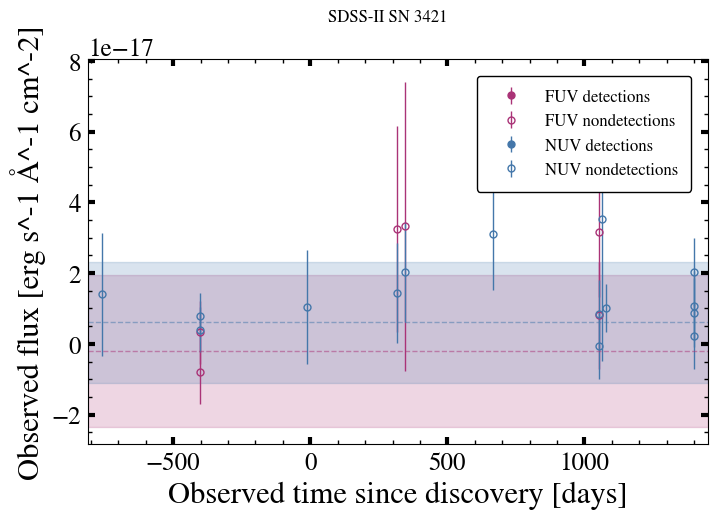 SDSS-II SN 3421
1e−17
8
6
4
2
0
−2
Observed flux [erg s^-1 Å^-1 cm^-2]
FUV detections
FUV nondetections
NUV detections
NUV nondetections
−500
0
500
1000
Observed time since discovery [days]